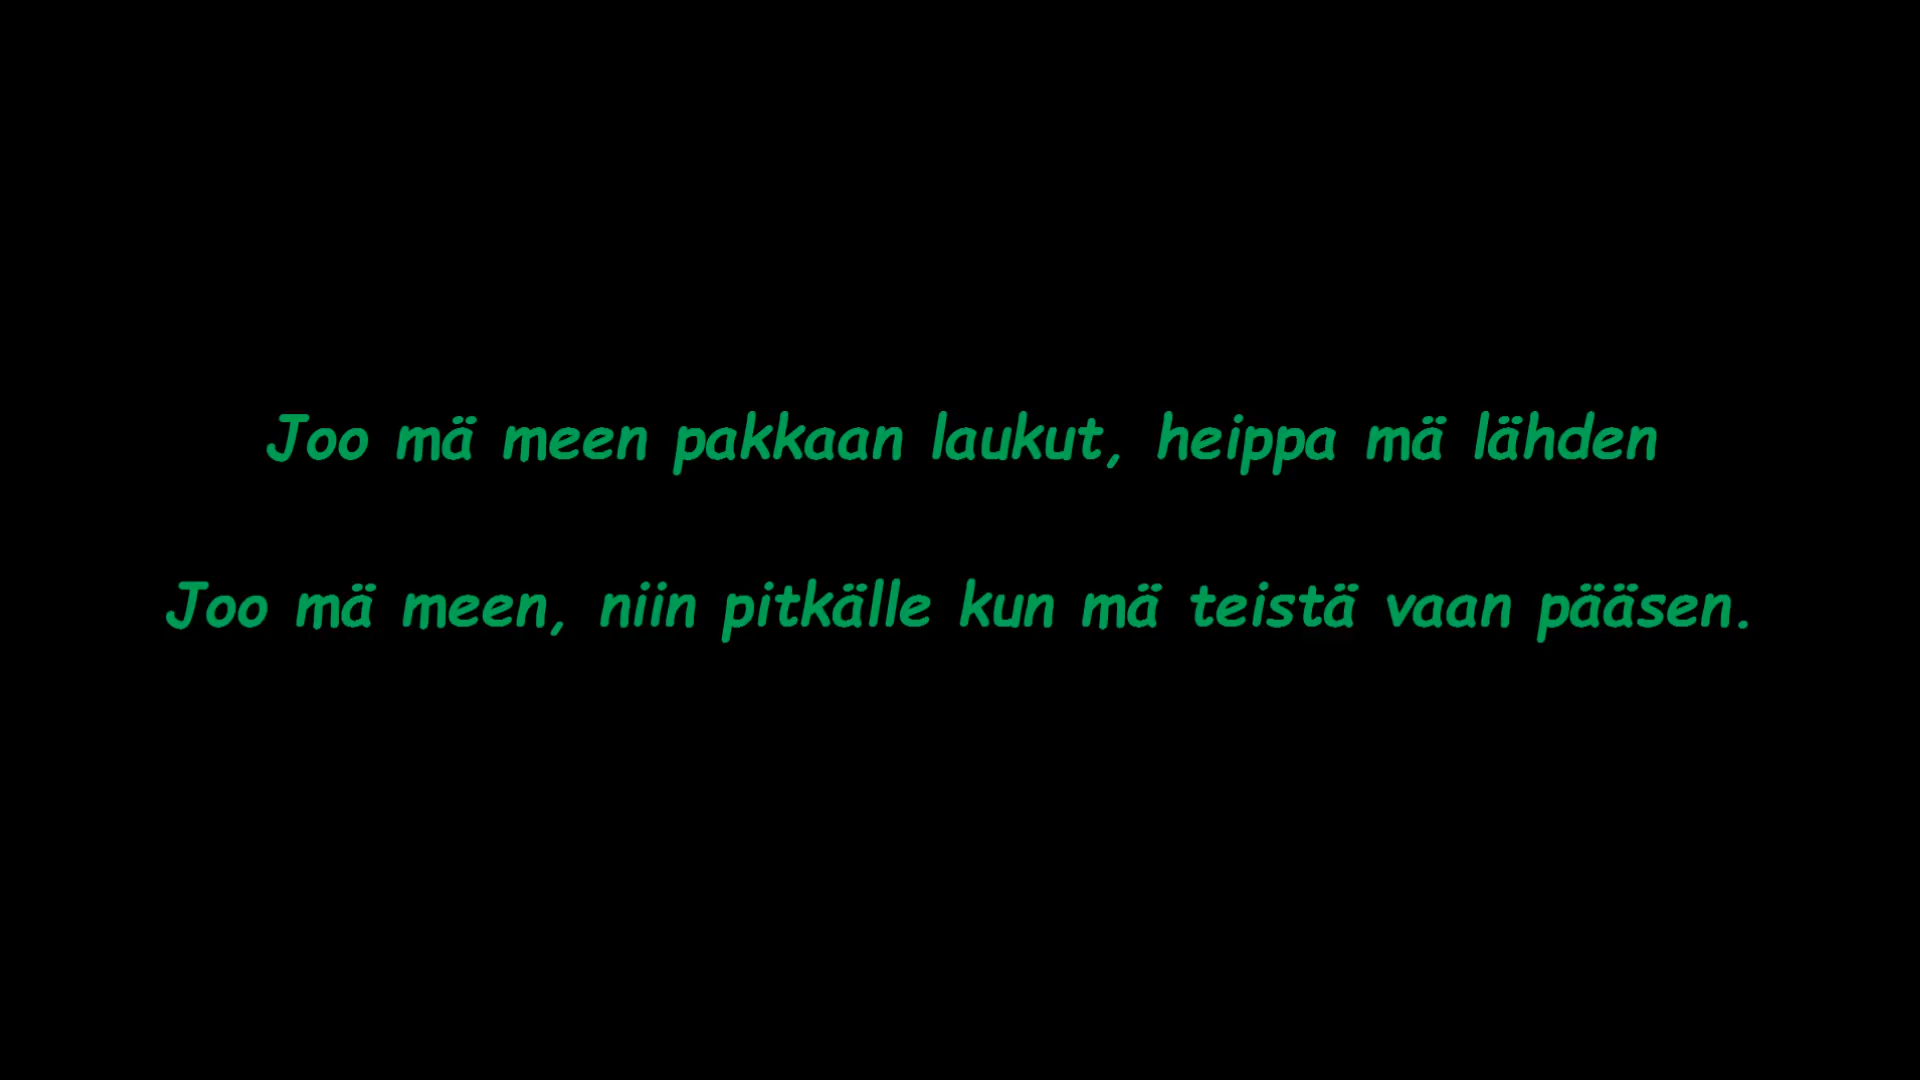 Joo mä meen pakkaan laukut, heippa mä lähden
Joo mä meen, niin pitkälle kun mä teistä vaan pääsen.